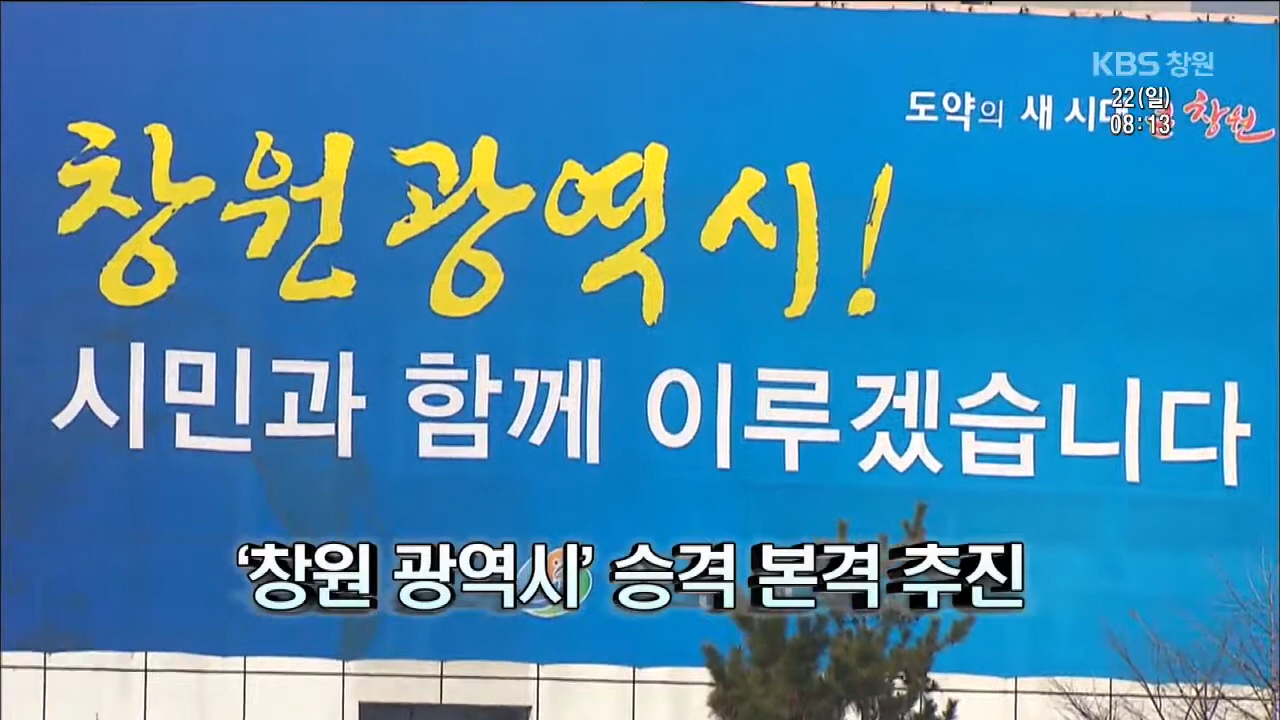 KBS 창원
22(일)
08:13
도약의 새 시대 큰 창원
창원광역시!
시민과 함께 이루겠습니다
‘창원 광역시’ 승격 본격 추진